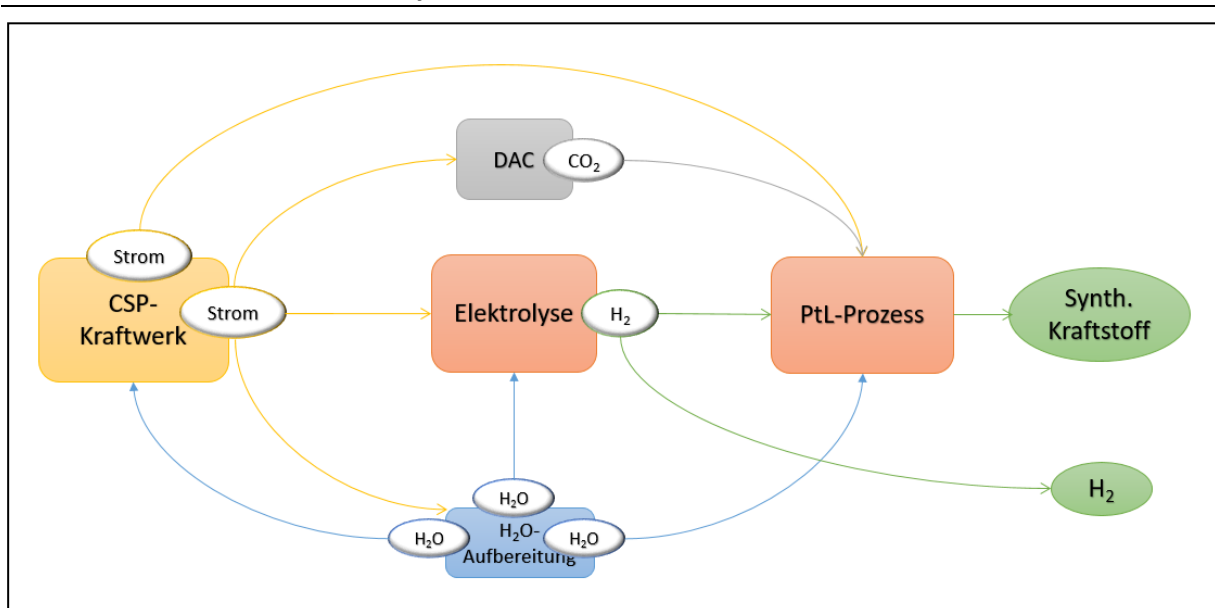 DAC
CO₂
Strom
CSP-
Kraftwerk
Strom
Elektrolyse
H₂
PtL-Prozess
Synth.
Kraftstoff
H₂
H₂O
H₂O
H₂O-
Aufbereitung
H₂O